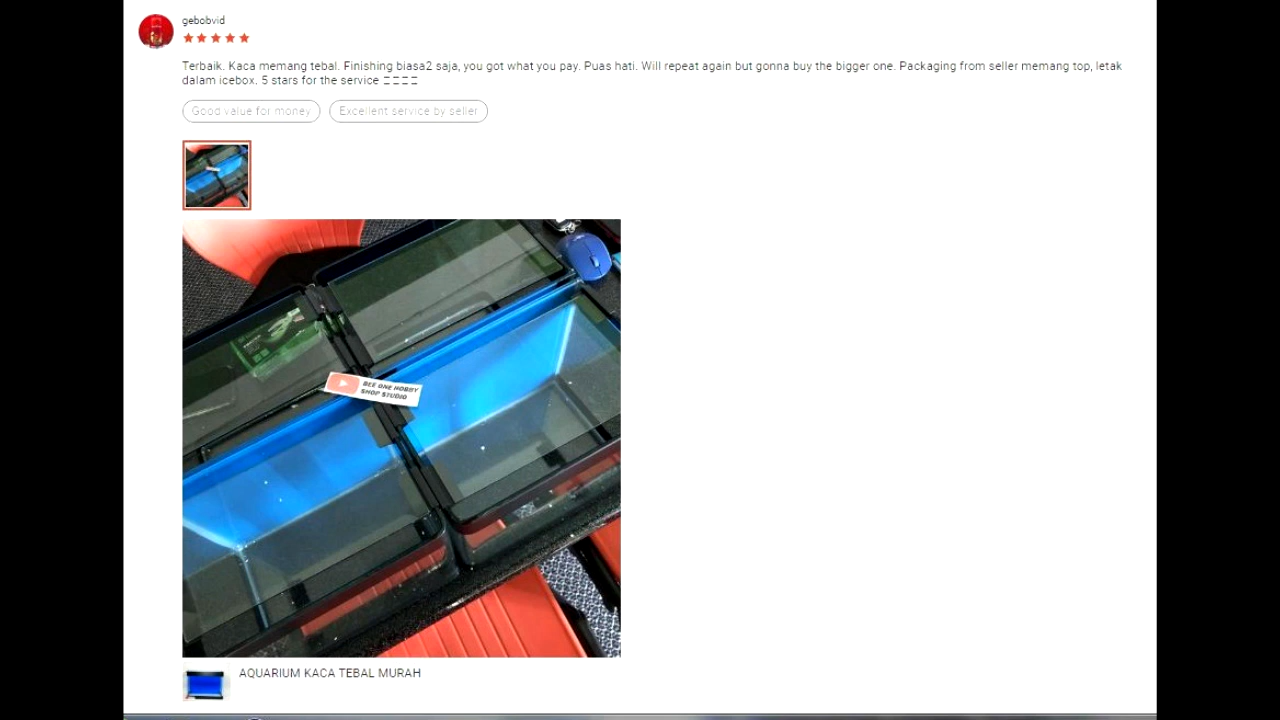 gebobvid
Terbaik. Kaca memang tebal. Finishing biasa2 saja, you got what you pay. Puas hati. Will repeat again but gonna buy the bigger one. Packaging from seller memang top, letak
dalam icebox. 5 stars for the service
Good value for money
Excellent service by seller
BEE ONE HOBBY
SHOP STUDIO
AQUARIUM KACA TEBAL MURAH